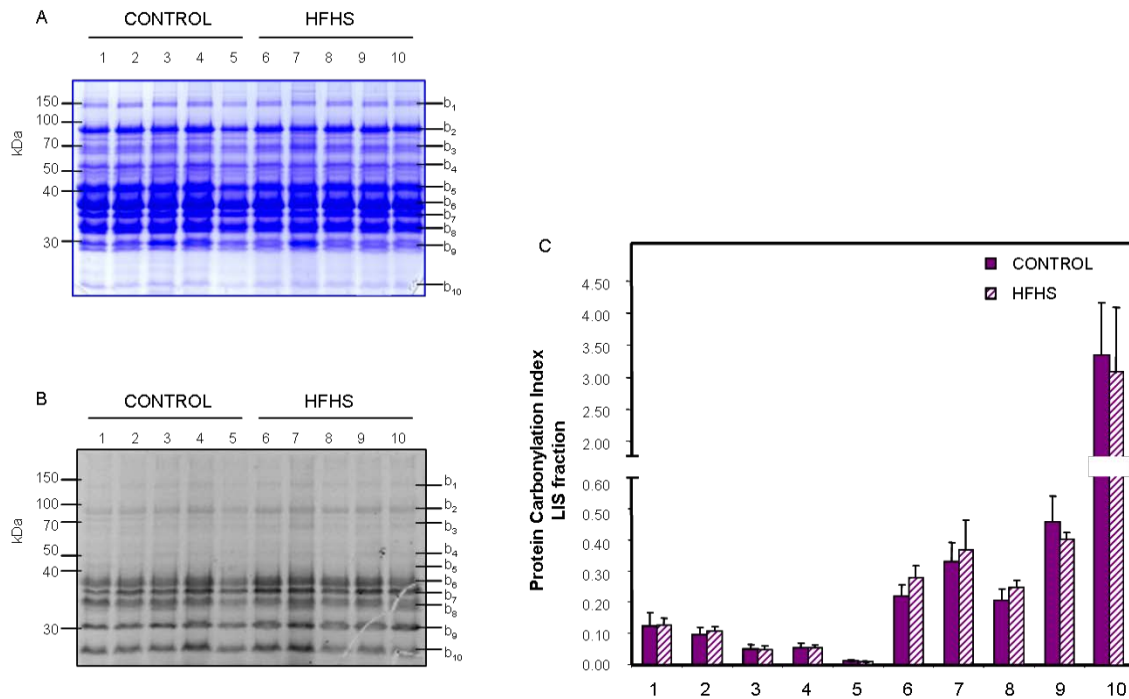 A
CONTROL HFHS
1 2 3 4 5 6 7 8 9 10
kDa
150
100
70
50
40
30
b1
b2
b3
b4
b5
b6
b7
b8
b9
b10
B
CONTROL HFHS
1 2 3 4 5 6 7 8 9 10
kDa
150
100
70
50
40
30
b1
b2
b3
b4
b5
b6
b7
b8
b9
b10
C
CONTROL
HFHS
Protein Carbonylation Index
LIS fraction
4.50
4.00
3.50
3.00
2.50
2.00
0.60
0.50
0.40
0.30
0.20
0.10
0.00
1 2 3 4 5 6 7 8 9 10